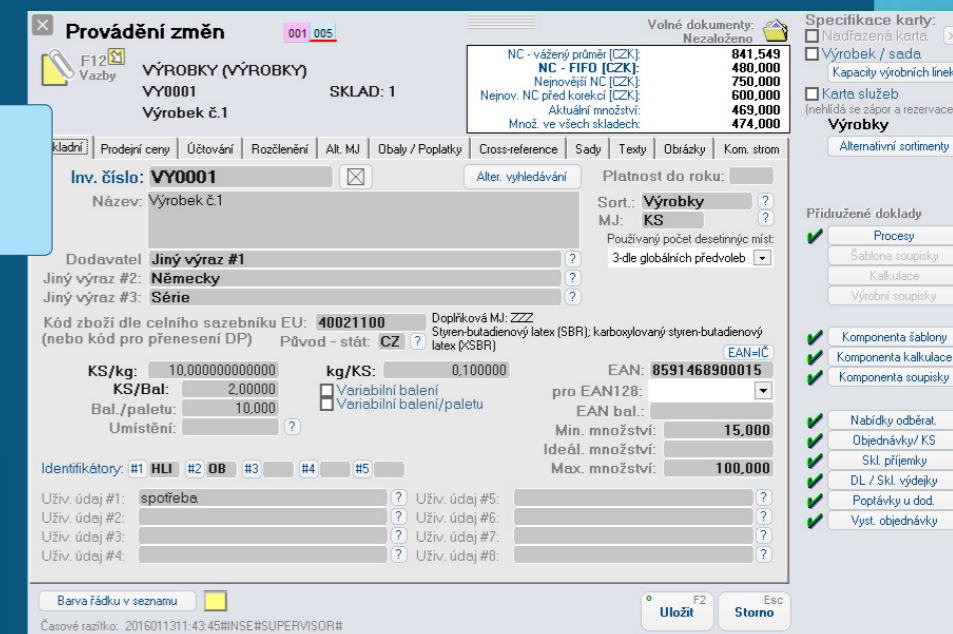 Provádění změn
001 005
Volné dokumenty:
Nezaloženo
F12
Vazby
VÝROBKY (VÝROBKY)
VY0001 SKLAD: 1
Výrobek č.1
NC - vážený průměr [CZK]: 841,549
NC - FIFO [CZK]: 480,000
Nejnovější NC [CZK]: 750,000
Nejnov. NC před korekcí [CZK]: 600,000
Aktuální množství: 469,000
Množ. ve všech skladech: 474,000
kladní Prodejní ceny Účtování Rozčlenění Alt. MJ Obaly / Poplatky Cross-reference Sady Texty Obrázky Kom. strom
Inv. číslo: VY0001 Alter. vyhledávání Platnost do roku:
Název: Výrobek č.1
Sort.: Výrobky ?
MJ: KS ?
Používaný počet desetinnýc míst:
3-dle globálních předvoleb
Dodavatel Jiný výraz #1 ?
Jiný výraz #2: Německy ?
Jiný výraz #3: Série ?
Kód zboží dle celního sazebníku EU: 40021100
(nebo kód pro přenesení DP) Původ - stát: CZ ?
Doplňková MJ: ZZZ
Styren-butadienový latex (SBR); karboxylovaný styren-butadienový
latex (XSBR)
EAN=IČ
KS/kg: 10,000000000000 kg/KS: 0,100000 EAN: 8591468900015
KS/Bal: 2,00000 Variabilní balení pro EAN128:
Bal./paletu: 10,000 Variabilní balení/paletu EAN bal.:
Umístění: ? Min. množství: 15,000
Ideál. množství:
Max. množství: 100,000
Identifikátory: #1 HLI #2 OB #3 #4 #5
Uživ. údaj #1: spotřeba ? Uživ. údaj #5: ?
Uživ. údaj #2: ? Uživ. údaj #6: ?
Uživ. údaj #3: ? Uživ. údaj #7: ?
Uživ. údaj #4: ? Uživ. údaj #8: ?
Barva řádku v seznamu
F2
Uložit
Esc
Storno
Časové razítko: 2016011311:43:45#INSE#SUPERVISOR#
Specifikace karty:
Nadřazená karta
Výrobek / sada
Kapacity výrobních linek
Karta služeb
(nehlídá se zápor a rezervace
Výrobky
Alternativní sortimenty
Přidružené doklady
Procesy
Šablona soupisky
Kalkulace
Výrobní soupisky
Komponenta šablony
Komponenta kalkulace
Komponenta soupisky
Nabídky odběrat.
Objednávky/ KS
Skl. příjemky
DL / Skl. výdejky
Poptávky u dod.
Vyst. objednávky